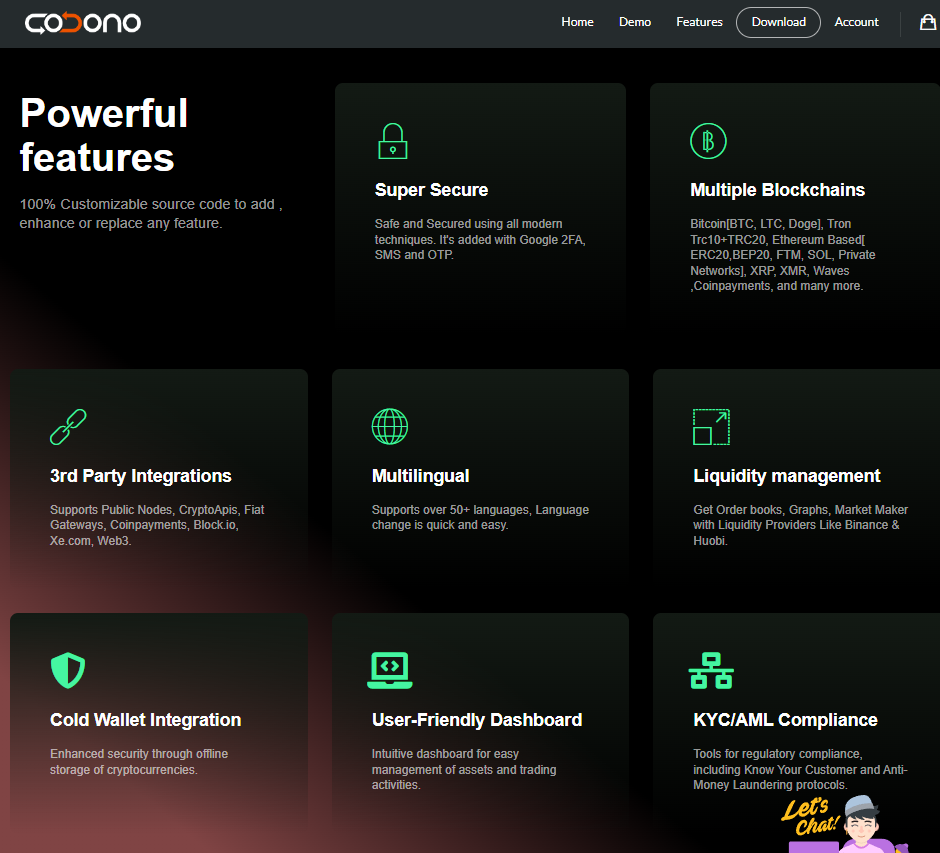 CODONO
Home Demo Features Download Account
Powerful
features
100% Customizable source code to add ,
enhance or replace any feature.
Super Secure
Safe and Secured using all modern
techniques. It's added with Google 2FA,
SMS and OTP.
Multiple Blockchains
Bitcoin[BTC, LTC, Doge], Tron
Trc10+TRC20, Ethereum Based[
ERC20,BEP20, FTM, SOL, Private
Networks], XRP, XMR, Waves
,Coinpayments, and many more.
3rd Party Integrations
Supports Public Nodes, CryptoApis, Fiat
Gateways, Coinpayments, Block.io,
Xe.com, Web3.
Multilingual
Supports over 50+ languages, Language
change is quick and easy.
Liquidity management
Get Order books, Graphs, Market Maker
with Liquidity Providers Like Binance &
Huobi.
Cold Wallet Integration
Enhanced security through offline
storage of cryptocurrencies.
User-Friendly Dashboard
Intuitive dashboard for easy
management of assets and trading
activities.
KYC/AML Compliance
Tools for regulatory compliance,
including Know Your Customer and Anti-
Money Laundering protocols.
Let's
Chat!